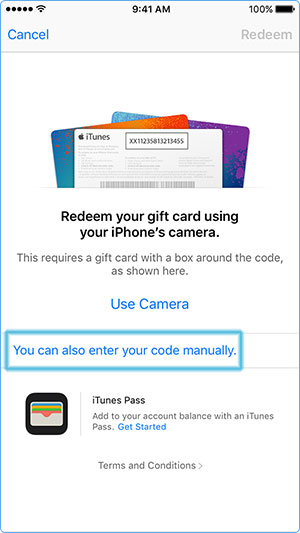 9:41 AM
100%
Cancel
Redeem
iTunes
XX11235813213455
Redeem your gift card using
your iPhone's camera.
This requires a gift card with a box around the code,
as shown here.
Use Camera
You can also enter your code manually.
iTunes Pass
Add to your account balance with an iTunes
Pass. Get Started
Terms and Conditions >